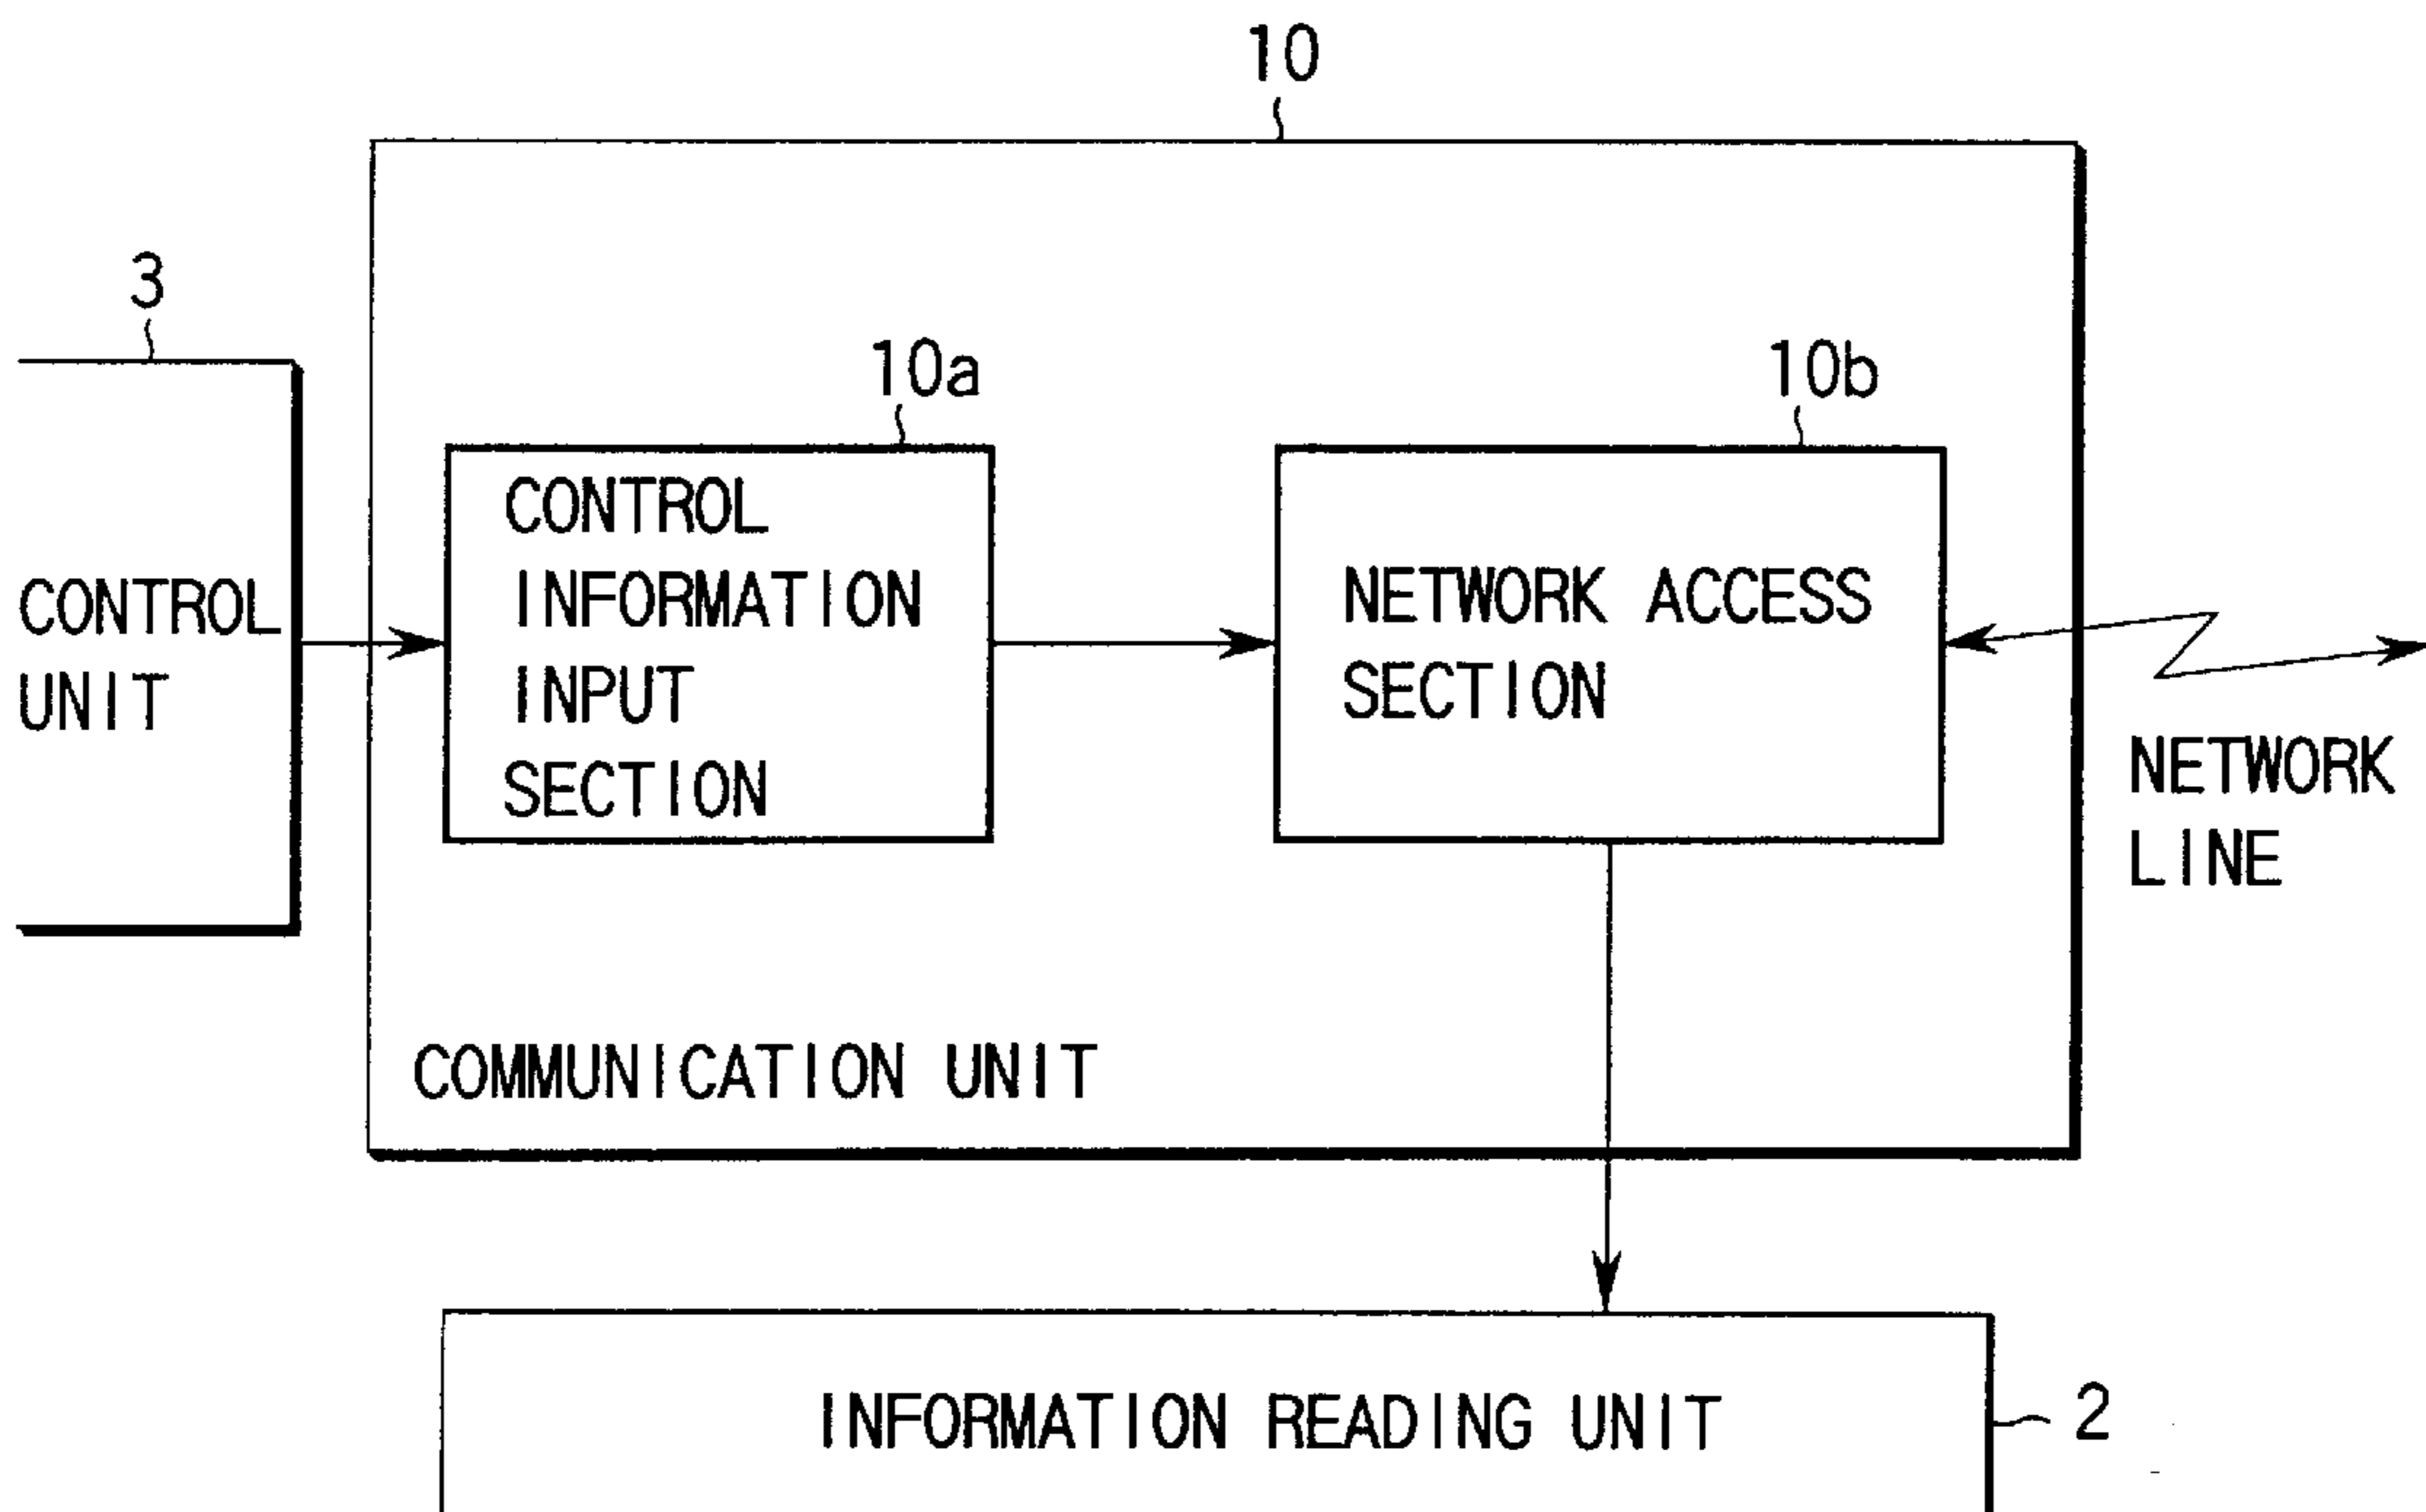 10
3
10a
10b
CONTROL
INFORMATION
INPUT
SECTION
NETWORK ACCESS
SECTION
CONTROL
UNIT
NETWORK
LINE
COMMUNICATION UNIT
INFORMATION READING UNIT
2